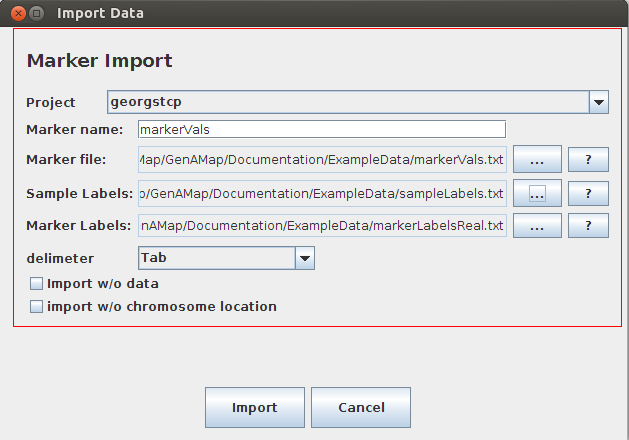 Import Data
Marker Import
Project georgstcp
Marker name: markerVals
Marker file: Map/GenAMap/Documentation/ExampleData/markerVals.txt ... ?
Sample Labels: o/GenAMap/Documentation/ExampleData/sampleLabels.txt ... ?
Marker Labels: nAMap/Documentation/ExampleData/markerLabelsReal.txt ... ?
delimeter Tab
Import w/o data
import w/o chromosome location
Import Cancel